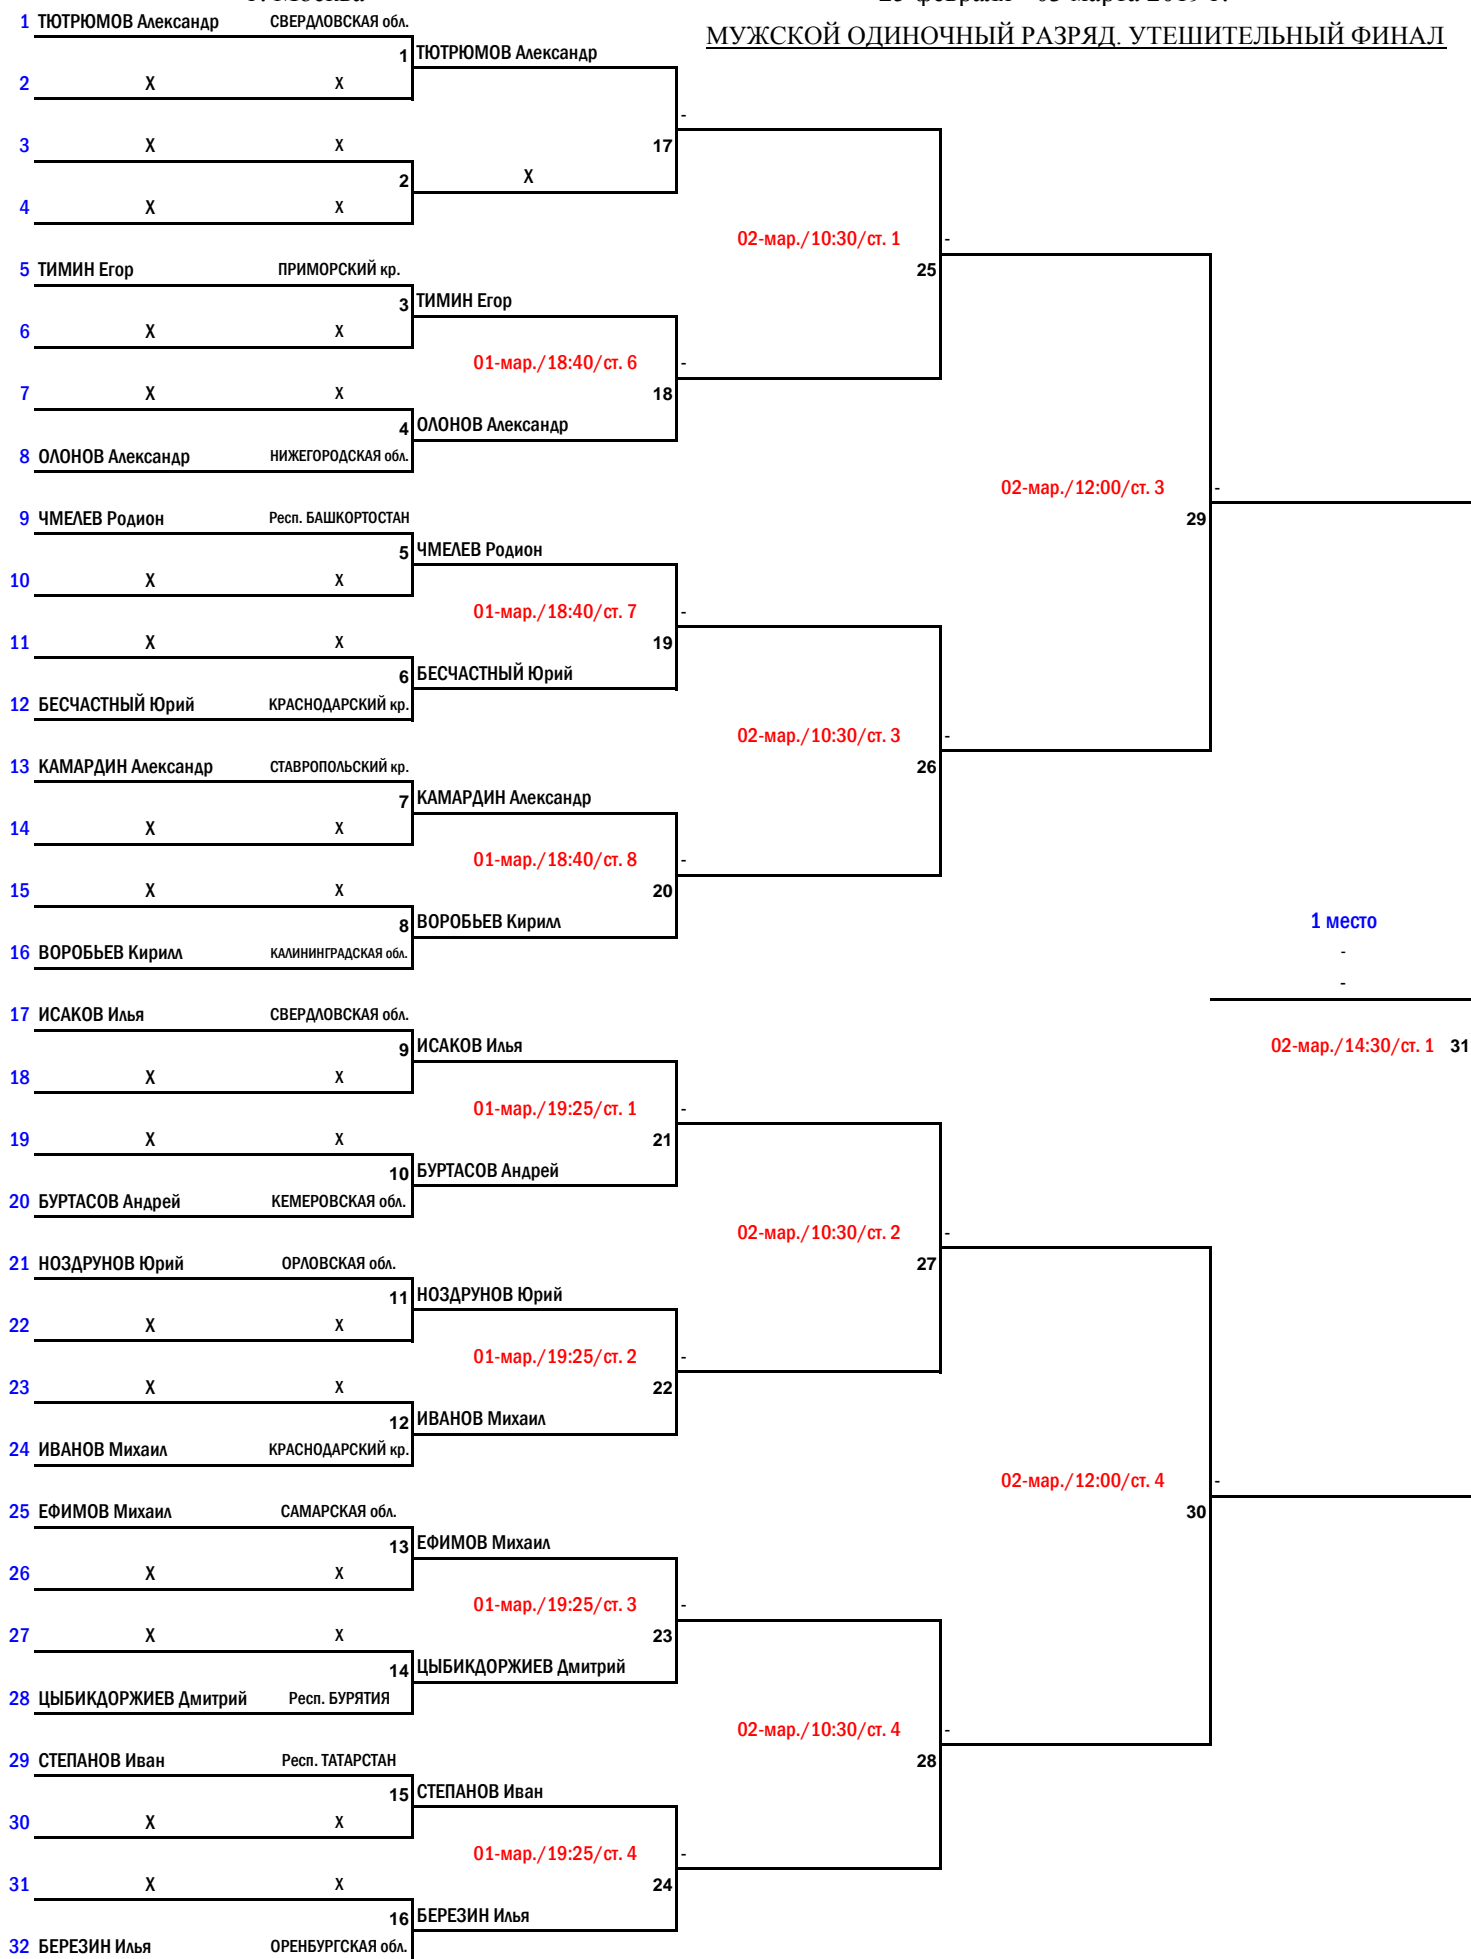 МУЖСКОЙ ОДИНОЧНЫЙ РАЗРЯД. УТЕШИТЕЛЬНЫЙ ФИНАЛ
1 ТЮТРЮМОВ Александр СВЕРДЛОВСКАЯ обл.
1 ТЮТРЮМОВ Александр
2 X X
-
3 X X
17
2 X
4 X X
02-мар./10:30/ст. 1 -
5 ТИМИН Егор ПРИМОРСКИЙ кр.
25
3 ТИМИН Егор
6 X X
01-мар./18:40/ст. 6 -
7 X X
18
4 ОЛОНОВ Александр
8 ОЛОНОВ Александр НИЖЕГОРОДСКАЯ обл.
02-мар./12:00/ст. 3 -
9 ЧМЕЛЕВ Родион Респ. БАШКОРТОСТАН
29
5 ЧМЕЛЕВ Родион
10 X X
01-мар./18:40/ст. 7 -
11 X X
19
6 БЕСЧАСТНЫЙ Юрий
12 БЕСЧАСТНЫЙ Юрий КРАСНОДАРСКИЙ кр.
02-мар./10:30/ст. 3 -
13 КАМАРДИН Александр СТАВРОПОЛЬСКИЙ кр.
26
7 КАМАРДИН Александр
14 X X
01-мар./18:40/ст. 8 -
15 X X
20
8 ВОРОБЬЕВ Кирилл
1 место
16 ВОРОБЬЕВ Кирилл КАЛИНИНГРАДСКАЯ обл.
-
-
17 ИСАКОВ Илья СВЕРДЛОВСКАЯ обл.
9 ИСАКОВ Илья
02-мар./14:30/ст. 1 31
18 X X
01-мар./19:25/ст. 1 -
19 X X
21
10 БУРТАСОВ Андрей
20 БУРТАСОВ Андрей КЕМЕРОВСКАЯ обл.
02-мар./10:30/ст. 2 -
21 НОЗДРУНОВ Юрий ОРЛОВСКАЯ обл.
27
11 НОЗДРУНОВ Юрий
22 X X
01-мар./19:25/ст. 2 -
23 X X
22
12 ИВАНОВ Михаил
24 ИВАНОВ Михаил КРАСНОДАРСКИЙ кр.
02-мар./12:00/ст. 4 -
25 ЕФИМОВ Михаил САМАРСКАЯ обл.
30
13 ЕФИМОВ Михаил
26 X X
01-мар./19:25/ст. 3 -
27 X X
23
14 ЦЫБИКДОРЖИЕВ Дмитрий
28 ЦЫБИКДОРЖИЕВ Дмитрий Респ. БУРЯТИЯ
02-мар./10:30/ст. 4 -
29 СТЕПАНОВ Иван Респ. ТАТАРСТАН
28
15 СТЕПАНОВ Иван
30 X X
01-мар./19:25/ст. 4 -
31 X X
24
16 БЕРЕЗИН Илья
32 БЕРЕЗИН Илья ОРЕНБУРГСКАЯ обл.